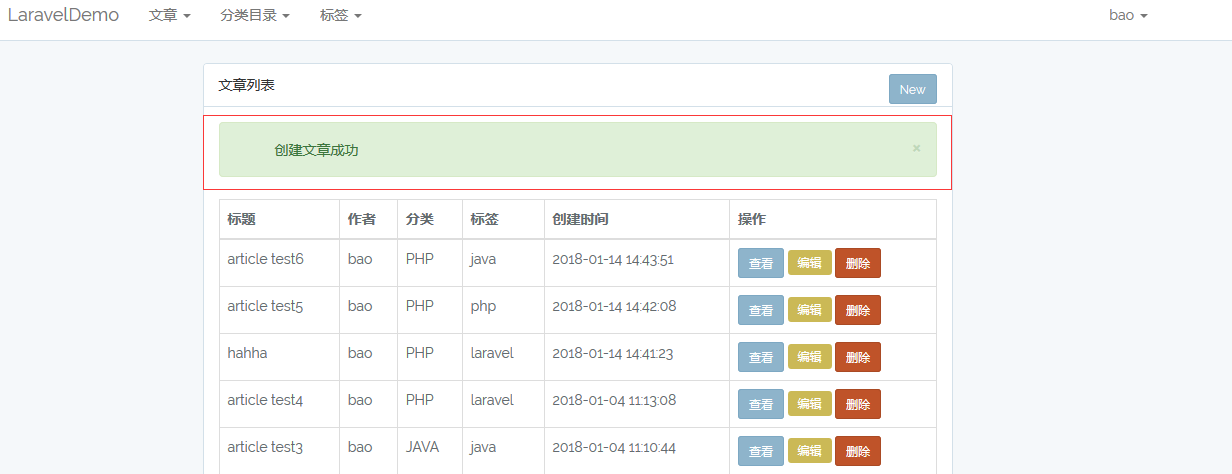 LaravelDemo 文章 分类目录 标签 bao
文章列表 New
创建文章成功 ×
标题 作者 分类 标签 创建时间 操作
article test6 bao PHP java 2018-01-14 14:43:51 查看 编辑 删除
article test5 bao PHP php 2018-01-14 14:42:08 查看 编辑 删除
hahha bao PHP laravel 2018-01-14 14:41:23 查看 编辑 删除
article test4 bao PHP laravel 2018-01-04 11:13:08 查看 编辑 删除
article test3 bao JAVA java 2018-01-04 11:10:44 查看 编辑 删除